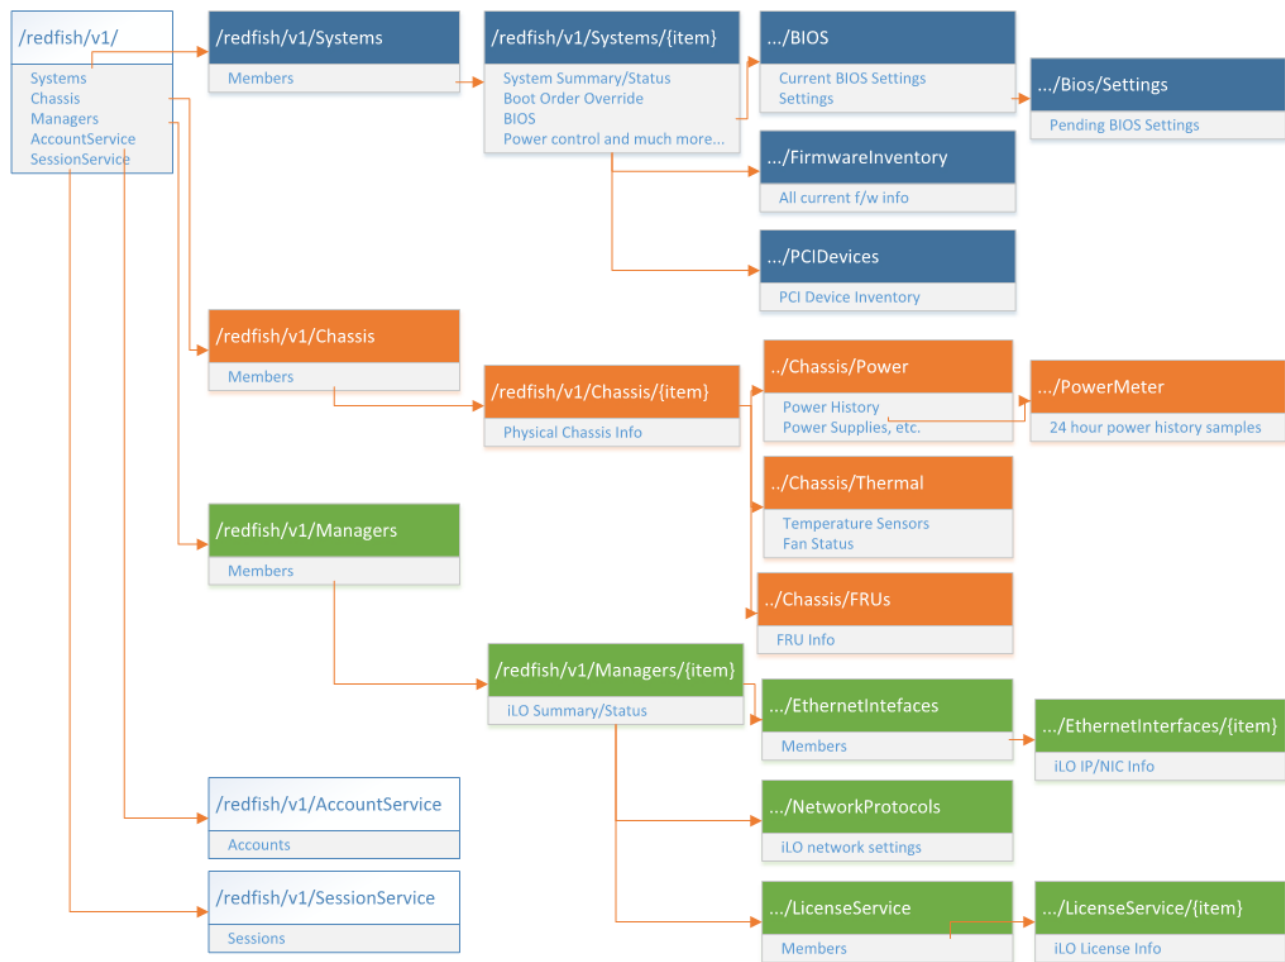 /redfish/v1/
Systems
Chassis
Managers
AccountService
SessionService
/redfish/v1/Systems
Members
/redfish/v1/Systems/{item}
System Summary/Status
Boot Order Override
BIOS
Power control and much more...
.../BIOS
Current BIOS Settings
Settings
.../Bios/Settings
Pending BIOS Settings
.../FirmwareInventory
All current f/w info
.../PCIDevices
PCI Device Inventory
/redfish/v1/Chassis
Members
/redfish/v1/Chassis/{item}
Physical Chassis Info
../Chassis/Power
Power History
Power Supplies, etc.
.../PowerMeter
24 hour power history samples
../Chassis/Thermal
Temperature Sensors
Fan Status
../Chassis/FRUs
FRU Info
/redfish/v1/Managers
Members
/redfish/v1/Managers/{item}
iLO Summary/Status
.../EthernetIntefaces
Members
.../EthernetInterfaces/{item}
iLO IP/NIC Info
.../NetworkProtocols
iLO network settings
.../LicenseService
Members
.../LicenseService/{item}
iLO License Info
/redfish/v1/AccountService
Accounts
/redfish/v1/SessionService
Sessions